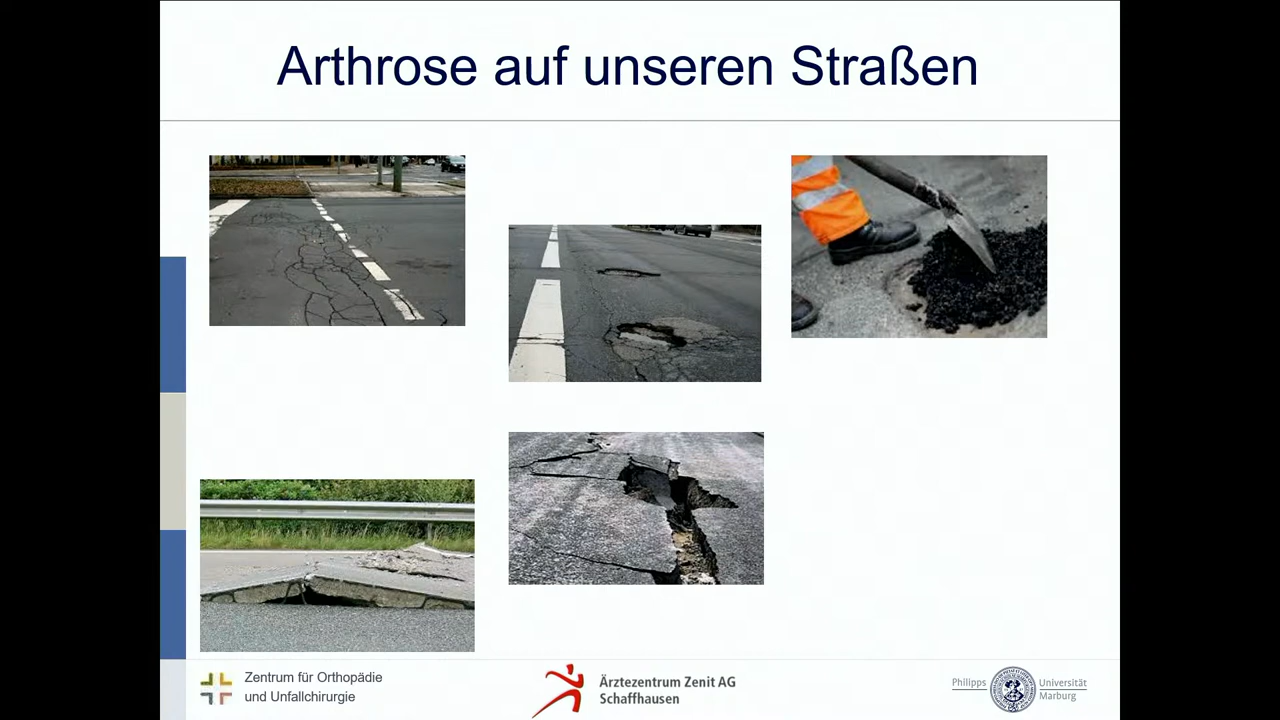 Arthrose auf unseren Straßen
Zentrum für Orthopädie
und Unfallchirurgie
Ärztezentrum Zenit AG
Schaffhausen
Philipps Universität
Marburg